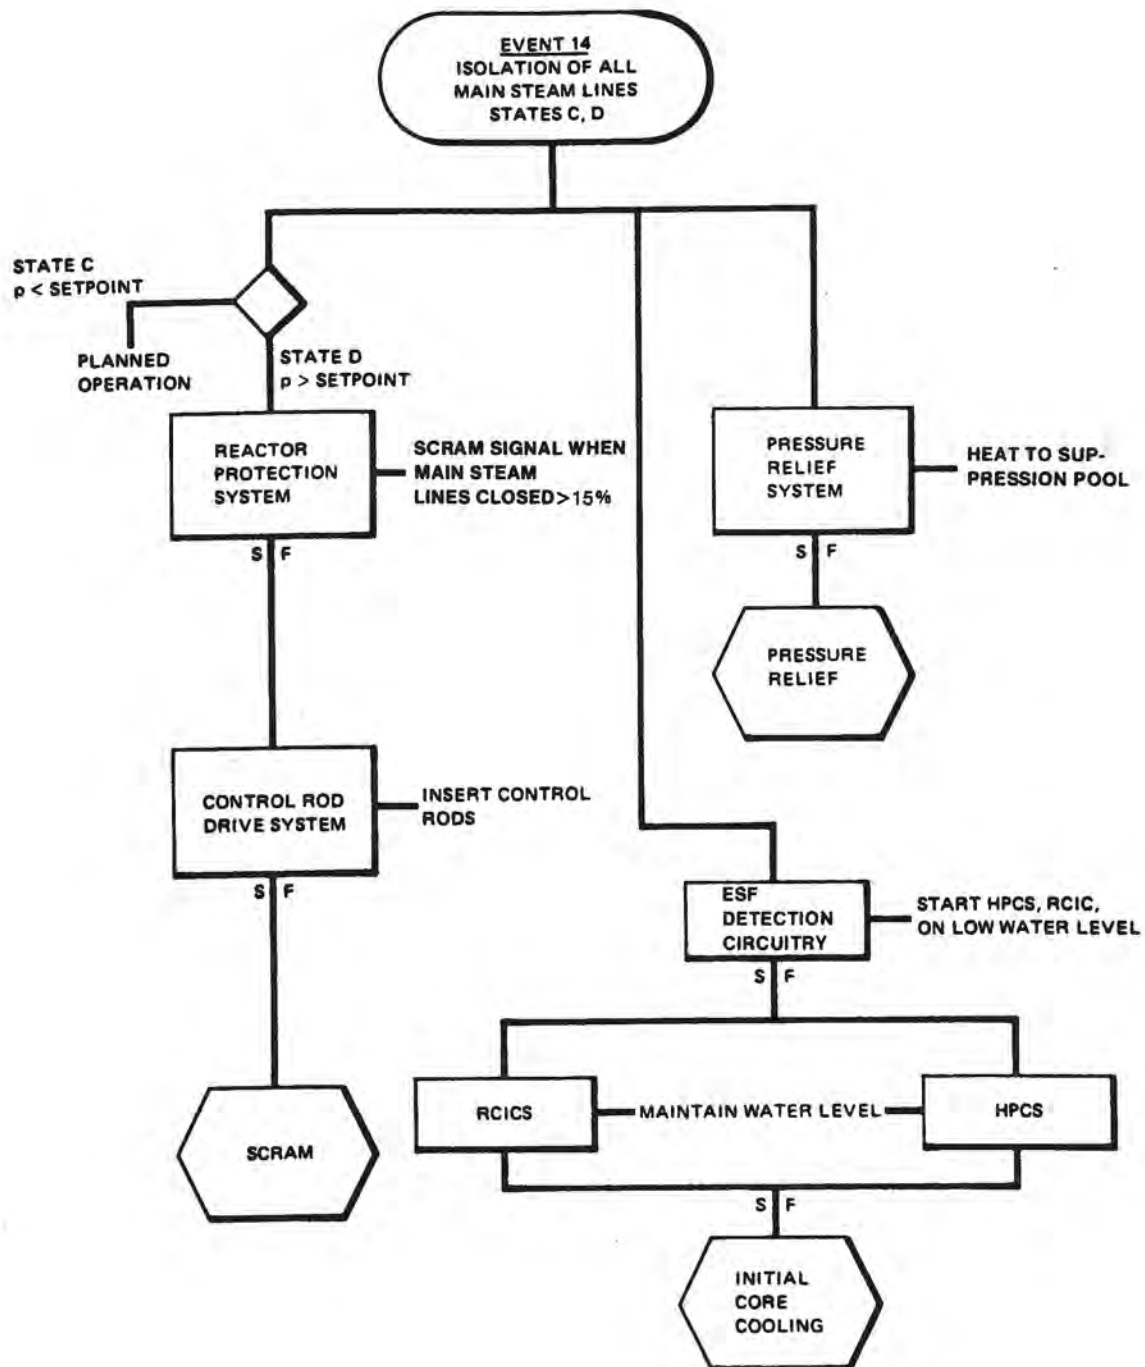 EVENT 14
ISOLATION OF ALL
MAIN STEAM LINES
STATES C, D
STATE C
p < SETPOINT
PLANNED
OPERATION
STATE D
p > SETPOINT
REACTOR
PROTECTION
SYSTEM
SCRAM SIGNAL WHEN
MAIN STEAM
LINES CLOSED>15%
S F
CONTROL ROD
DRIVE SYSTEM
INSERT CONTROL
RODS
S F
SCRAM
PRESSURE
RELIEF
SYSTEM
HEAT TO SUP-
PRESSION POOL
S F
PRESSURE
RELIEF
ESF
DETECTION
CIRCUITRY
START HPCS, RCIC,
ON LOW WATER LEVEL
S F
RCICS
MAINTAIN WATER LEVEL
HPCS
S F
INITIAL
CORE
COOLING